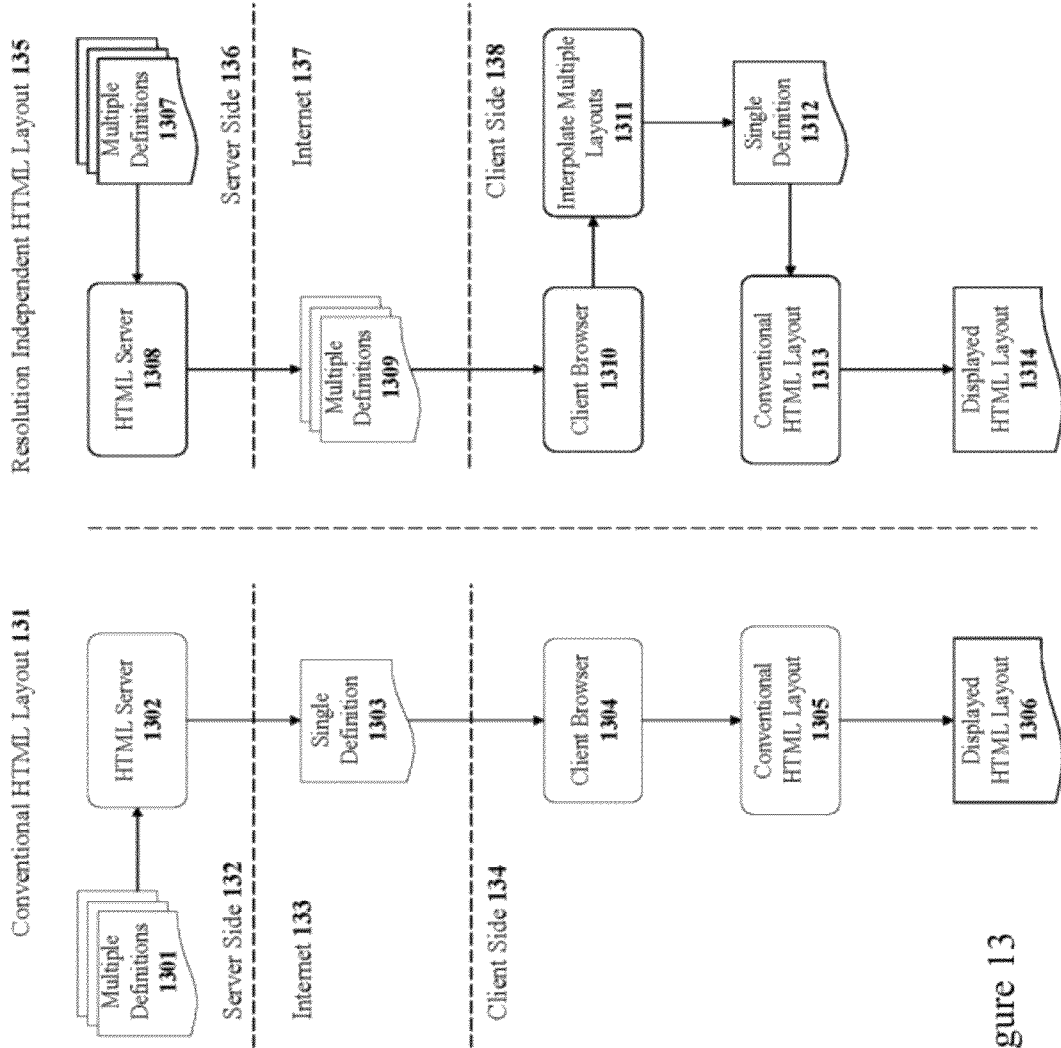 Conventional HTML Layout 131
Multiple
Definitions
1301
HTML Server
1302
Server Side 132
Internet 133
Single
Definition
1303
Client Side 134
Client Browser
1304
Conventional
HTML Layout
1305
Displayed
HTML Layout
1306
Resolution Independent HTML Layout 135
HTML Server
1308
Multiple
Definitions
1307
Server Side 136
Internet 137
Multiple
Definitions
1309
Client Side 138
Client Browser
1310
Interpolate Multiple
Layouts
1311
Single
Definition
1312
Conventional
HTML Layout
1313
Displayed
HTML Layout
1314
gure 13